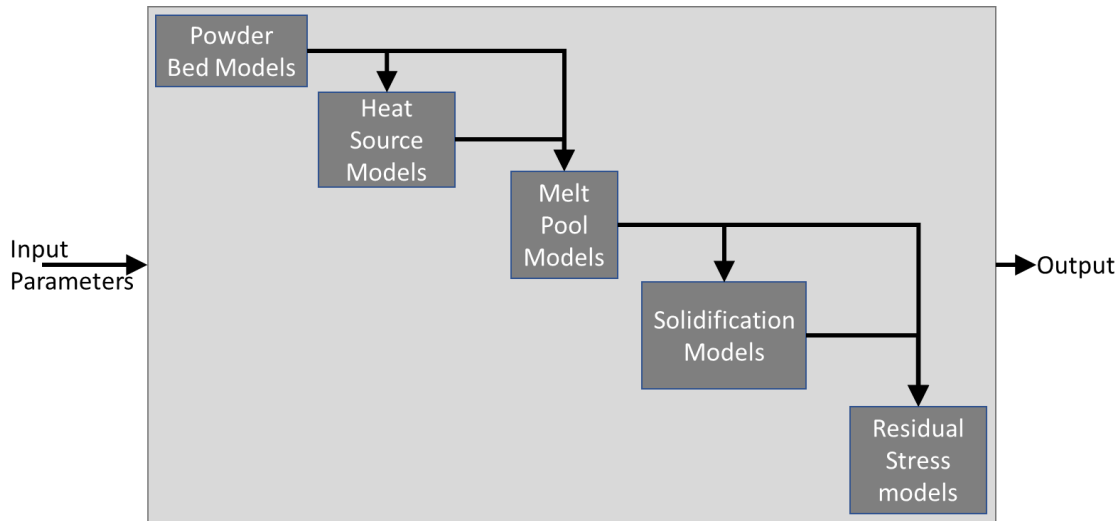 Powder
Bed Models
Heat
Source
Models
Melt
Pool
Models
Input
Parameters
Output
Solidification
Models
Residual
Stress
models